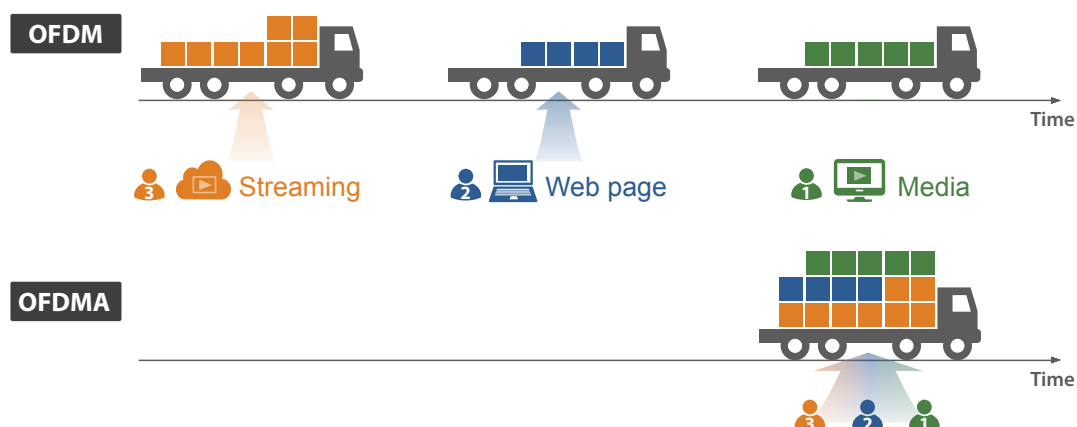 OFDM
Time
3 Streaming
2 Web page
1 Media
OFDMA
Time
3 2 1